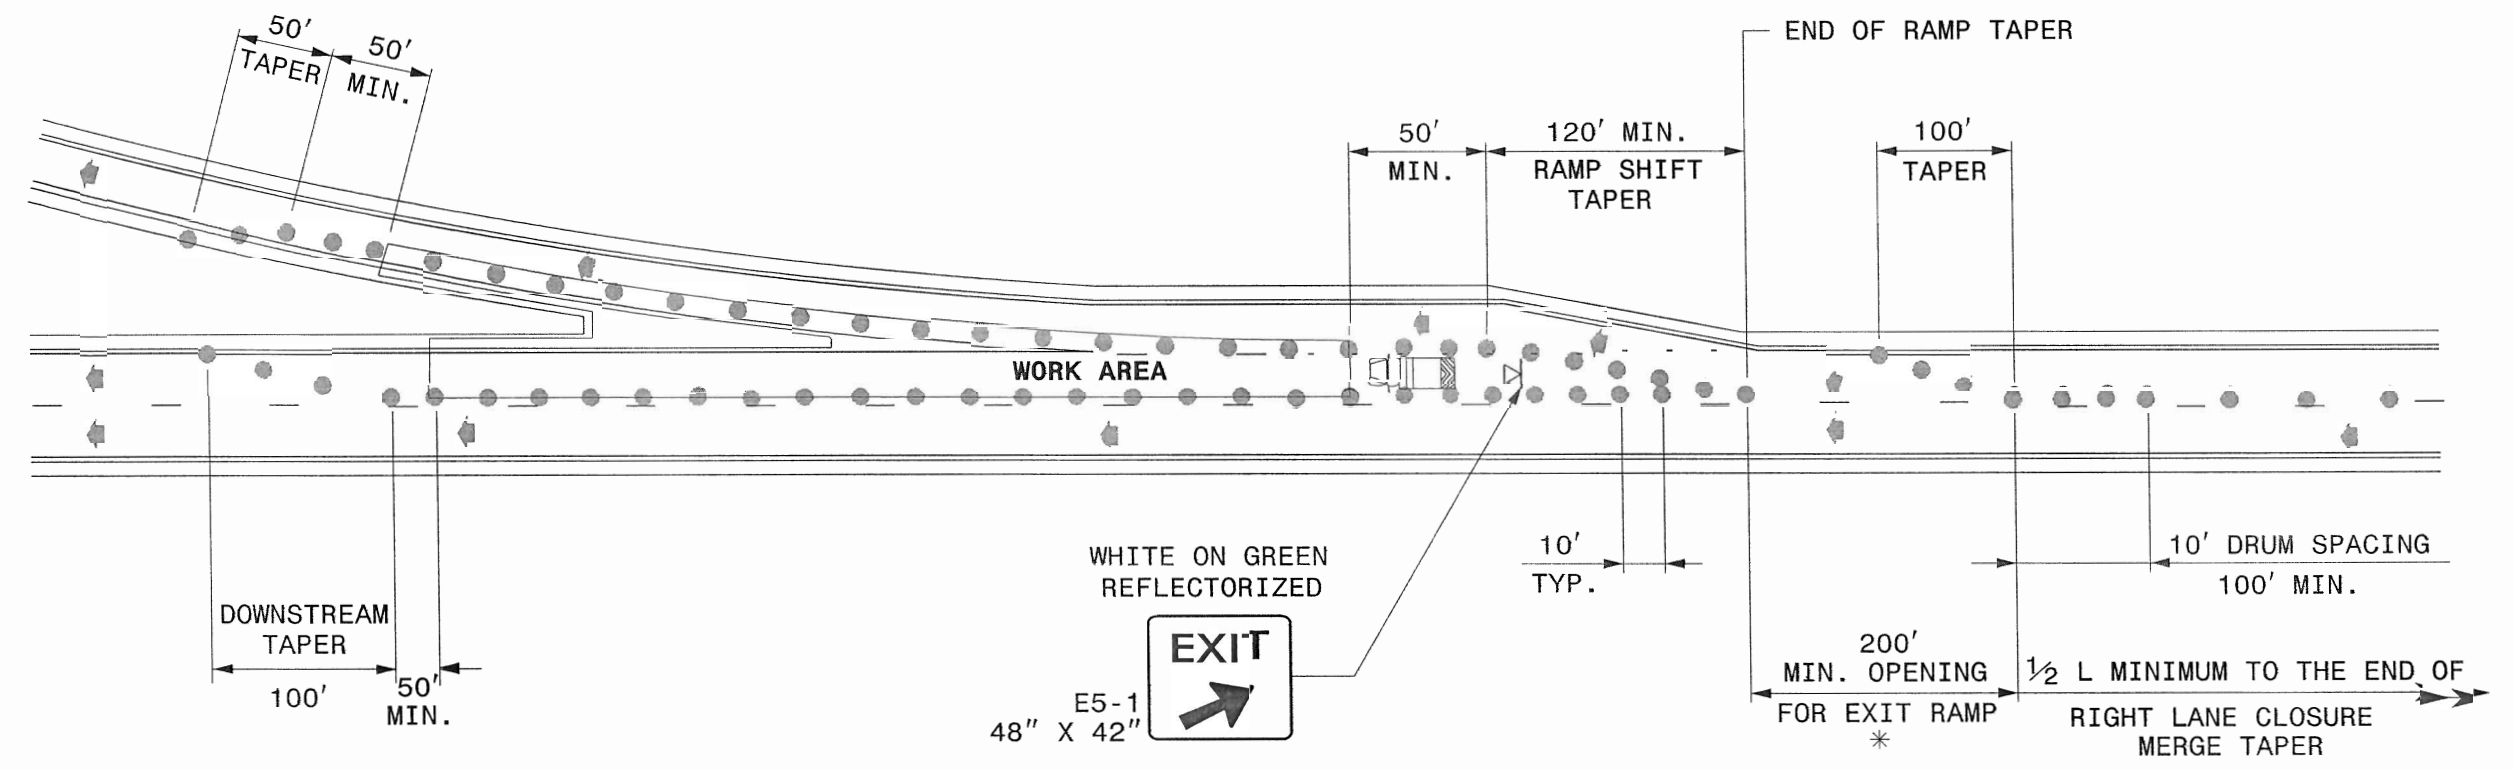 50′
TAPER
50′
MIN.
END OF RAMP TAPER
50′
MIN.
120′ MIN.
RAMP SHIFT
TAPER
100′
TAPER
WORK AREA
WHITE ON GREEN
REFLECTORIZED
10′
TYP.
10′ DRUM SPACING
100′ MIN.
DOWNSTREAM
TAPER
100′
50′
MIN.
EXIT
E5-1
48″ X 42″
200′
MIN. OPENING
FOR EXIT RAMP
*
½ L MINIMUM TO THE END OF
RIGHT LANE CLOSURE
MERGE TAPER